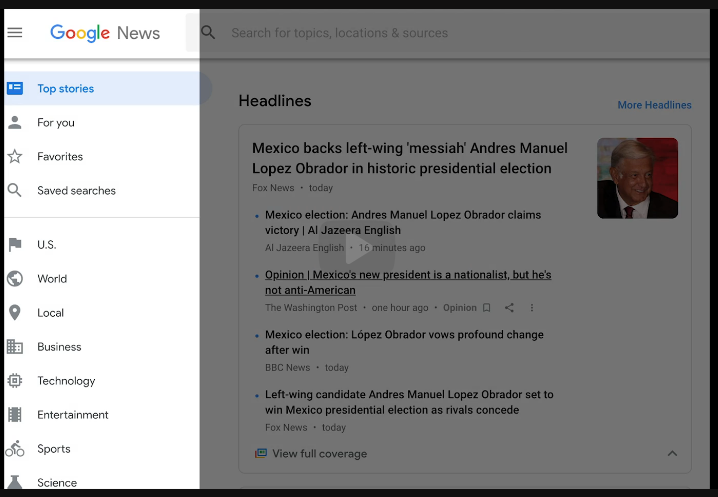 Google News
Search for topics, locations & sources
Top stories
For you
Favorites
Saved searches
U.S.
World
Local
Business
Technology
Entertainment
Sports
Science
Headlines
More Headlines
Mexico backs left-wing 'messiah' Andres Manuel
Lopez Obrador in historic presidential election
Fox News • today
Mexico election: Andres Manuel Lopez Obrador claims
victory | Al Jazeera English
Al Jazeera English • 16 minutes ago
Opinion | Mexico's new president is a nationalist, but he's
not anti-American
The Washington Post • one hour ago • Opinion
Mexico election: López Obrador vows profound change
after win
BBC News • today
Left-wing candidate Andres Manuel Lopez Obrador set to
win Mexico presidential election as rivals concede
Fox News • today
View full coverage